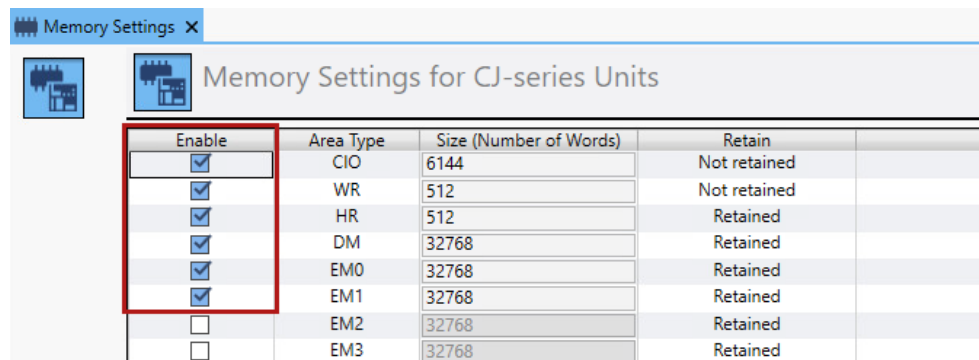 Memory Settings X
Memory Settings for CJ-series Units
Enable Area Type Size (Number of Words) Retain
CIO 6144 Not retained
WR 512 Not retained
HR 512 Retained
DM 32768 Retained
EM0 32768 Retained
EM1 32768 Retained
EM2 32768 Retained
EM3 32768 Retained